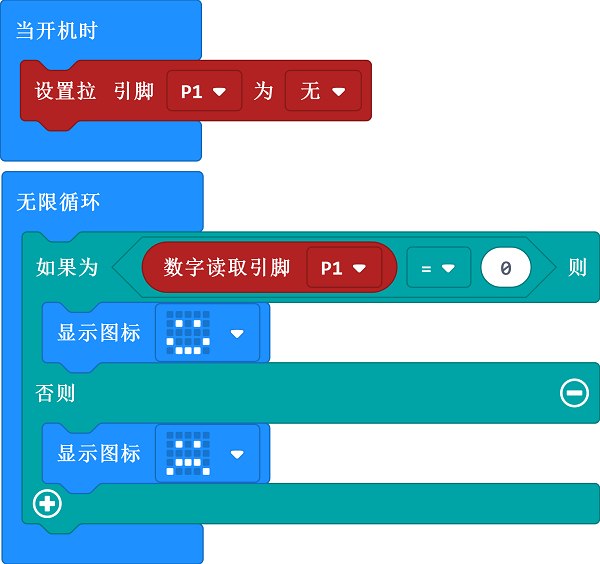 当开机时
设置拉 引脚 P1 为 无
无限循环
如果为 数字读取引脚 P1 = 0 则
显示图标
否则
显示图标